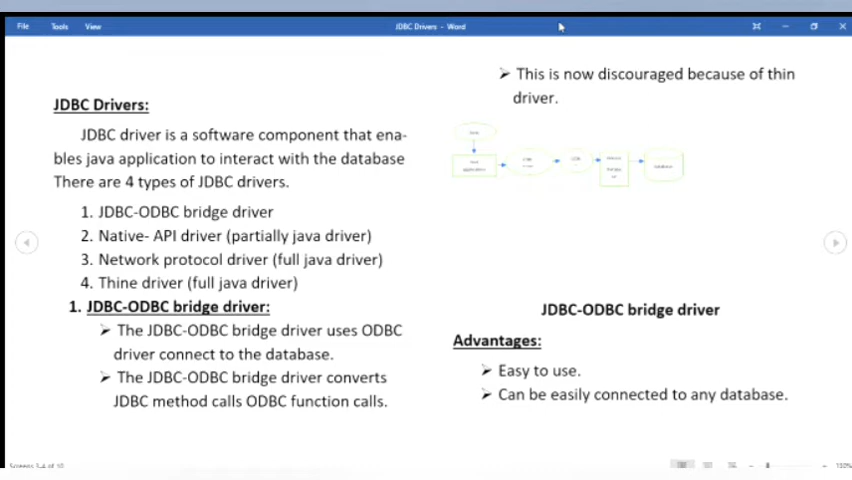 File Tools View JDBC Drivers - Word
JDBC Drivers:
JDBC driver is a software component that ena-
bles java application to interact with the database
There are 4 types of JDBC drivers.
1. JDBC-ODBC bridge driver
2. Native- API driver (partially java driver)
3. Network protocol driver (full java driver)
4. Thine driver (full java driver)
1. JDBC-ODBC bridge driver:
➢ The JDBC-ODBC bridge driver uses ODBC
driver connect to the database.
➢ The JDBC-ODBC bridge driver converts
JDBC method calls ODBC function calls.
➢ This is now discouraged because of thin
driver.
JDBC-ODBC bridge driver
Advantages:
➢ Easy to use.
➢ Can be easily connected to any database.
Screens 3-4 of 10